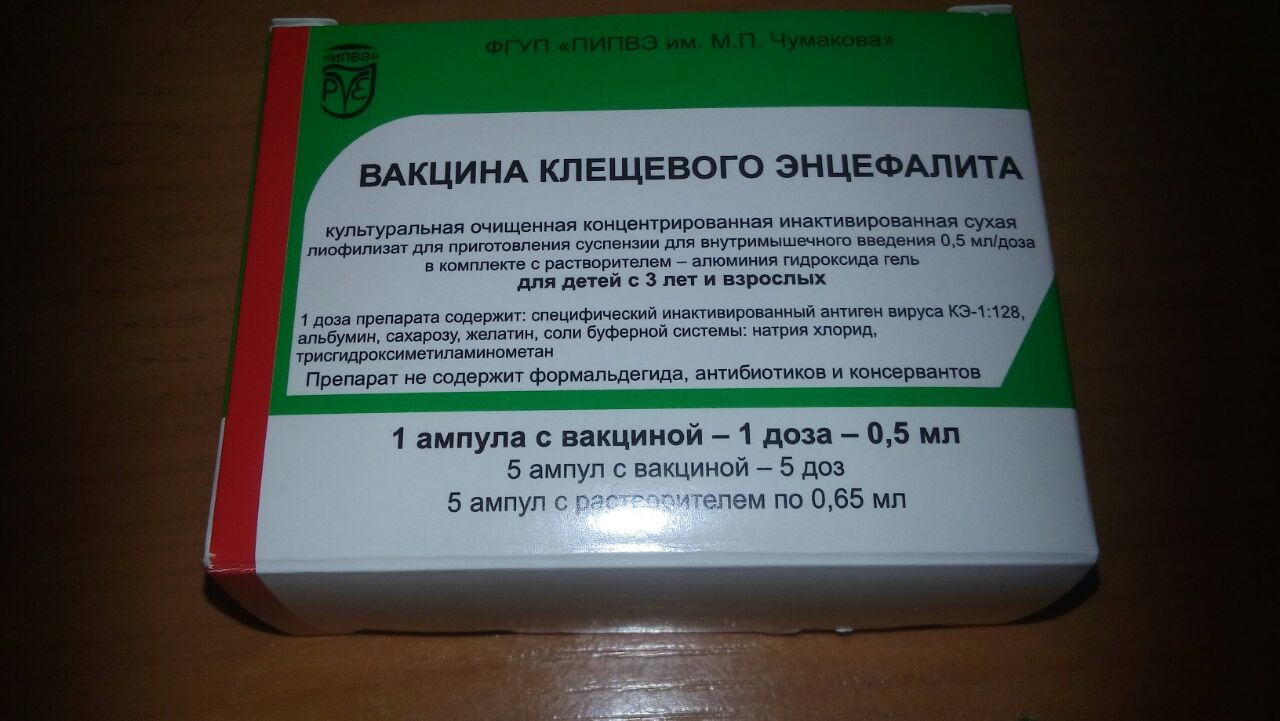 ФГУП «ПИПВЭ им. М.П. Чумакова»
«ИПВЭ»
РVЕ
ВАКЦИНА КЛЕЩЕВОГО ЭНЦЕФАЛИТА
культуральная очищенная концентрированная инактивированная сухая
лиофилизат для приготовления суспензии для внутримышечного введения 0,5 мл/доза
в комплекте с растворителем – алюминия гидроксида гель
для детей с 3 лет и взрослых
1 доза препарата содержит: специфический инактивированный антиген вируса КЭ-1:128,
альбумин, сахарозу, желатин, соли буферной системы: натрия хлорид,
трисгидроксиметиламинометан
Препарат не содержит формальдегида, антибиотиков и консервантов
1 ампула с вакциной – 1 доза – 0,5 мл
5 ампул с вакциной – 5 доз
5 ампул с растворителем по 0,65 мл